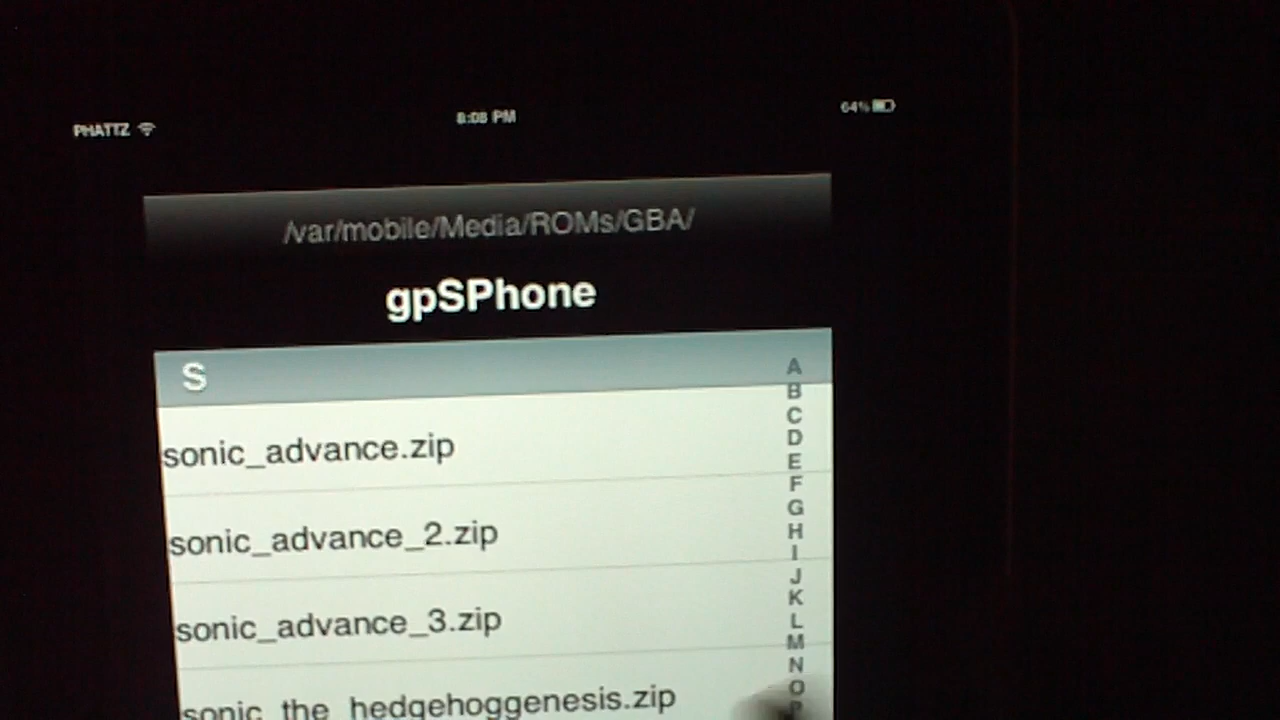 PHATTZ 8:08 PM 64%
/var/mobile/Media/ROMs/GBA/
gpSPhone
S
sonic_advance.zip
sonic_advance_2.zip
sonic_advance_3.zip
sonic_the_hedgehoggenesis.zip
A
B
C
D
E
F
G
H
I
J
K
L
M
N
O
P